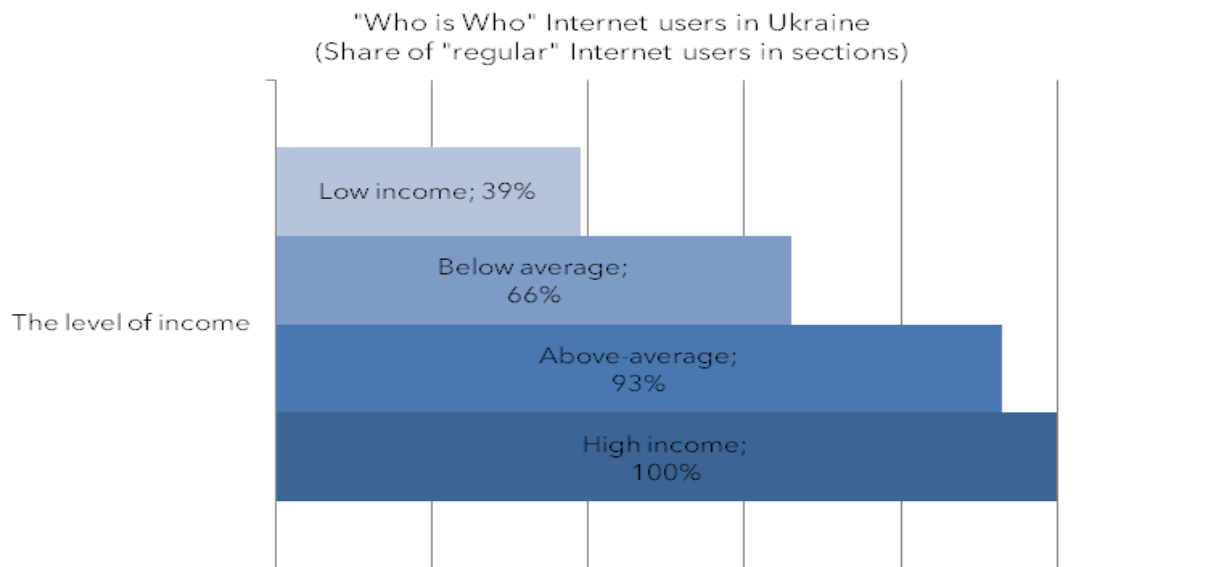 "Who is Who" Internet users in Ukraine
(Share of "regular" Internet users in sections)
Low income; 39%
Below average;
66%
The level of income
Above-average;
93%
High income;
100%